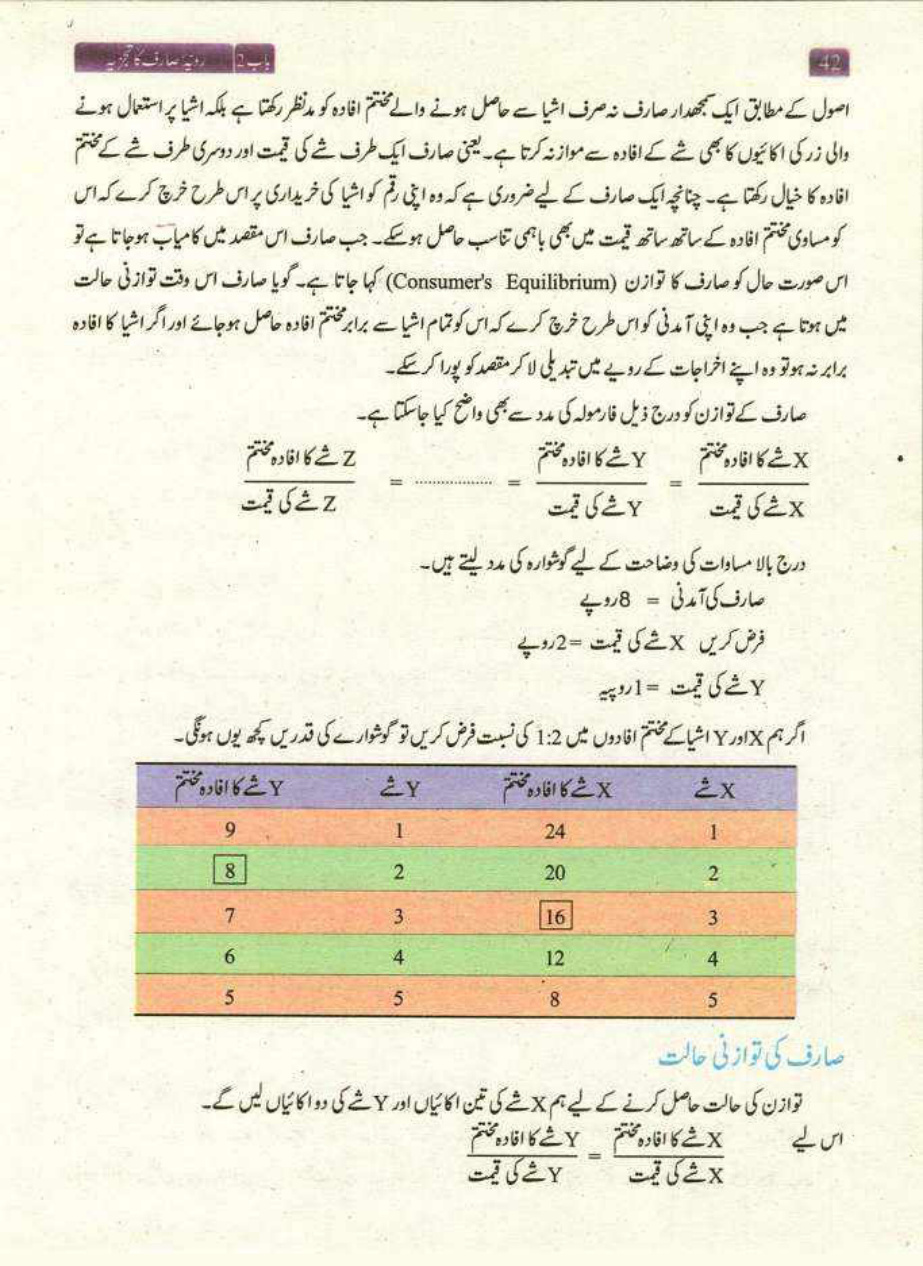 42 باب 2 رویۂ صارف کا تجزیہ
اصول کے مطابق ایک سمجھدار صارف نہ صرف اشیا سے حاصل ہونے والے مختتم افادہ کو مدنظر رکھتا ہے بلکہ اشیا پر استعمال ہونے
والی زر کی اکائیوں کا بھی شے کے افادہ سے موازنہ کرتا ہے۔ یعنی صارف ایک طرف شے کی قیمت اور دوسری طرف شے کے مختتم
افادہ کا خیال رکھتا ہے۔ چنانچہ ایک صارف کے لیے ضروری ہے کہ وہ اپنی رقم کو اشیا کی خریداری پر اس طرح خرچ کرے کہ اس
کو مساوی مختتم افادہ کے ساتھ ساتھ قیمت میں بھی باہمی تناسب حاصل ہو سکے۔ جب صارف اس مقصد میں کامیاب ہو جاتا ہے تو
اس صورت حال کو صارف کا توازن (Consumer's Equilibrium) کہا جاتا ہے۔ گویا صارف اس وقت توازنی حالت
میں ہوتا ہے جب وہ اپنی آمدنی کو اس طرح خرچ کرے کہ اس کو تمام اشیا سے برابر مختتم افادہ حاصل ہو جائے اور اگر اشیا کا افادہ
برابر نہ ہو تو وہ اپنے اخراجات کے رویے میں تبدیلی لا کر مقصد کو پورا کر سکے۔
صارف کے توازن کو درج ذیل فارمولہ کی مدد سے بھی واضح کیا جا سکتا ہے۔
X شے کا افادہ مختتم = Y شے کا افادہ مختتم = .................. = Z شے کا افادہ مختتم
X شے کی قیمت Y شے کی قیمت Z شے کی قیمت
درج بالا مساوات کی وضاحت کے لیے گوشوارہ کی مدد لیتے ہیں۔
صارف کی آمدنی = 8 روپے
فرض کریں X شے کی قیمت = 2 روپے
Y شے کی قیمت = 1 روپیہ
اگر ہم X اور Y اشیا کے مختتم افادوں میں 1:2 کی نسبت فرض کریں تو گوشوارے کی قدریں کچھ یوں ہونگی۔
X شے X شے کا افادہ مختتم Y شے Y شے کا افادہ مختتم
1 24 1 9
2 20 2 8
3 16 3 7
4 12 4 6
5 8 5 5
صارف کی توازنی حالت
توازن کی حالت حاصل کرنے کے لیے ہم X شے کی تین اکائیاں اور Y شے کی دو اکائیاں لیں گے۔
اس لیے X شے کا افادہ مختتم = Y شے کا افادہ مختتم
X شے کی قیمت Y شے کی قیمت